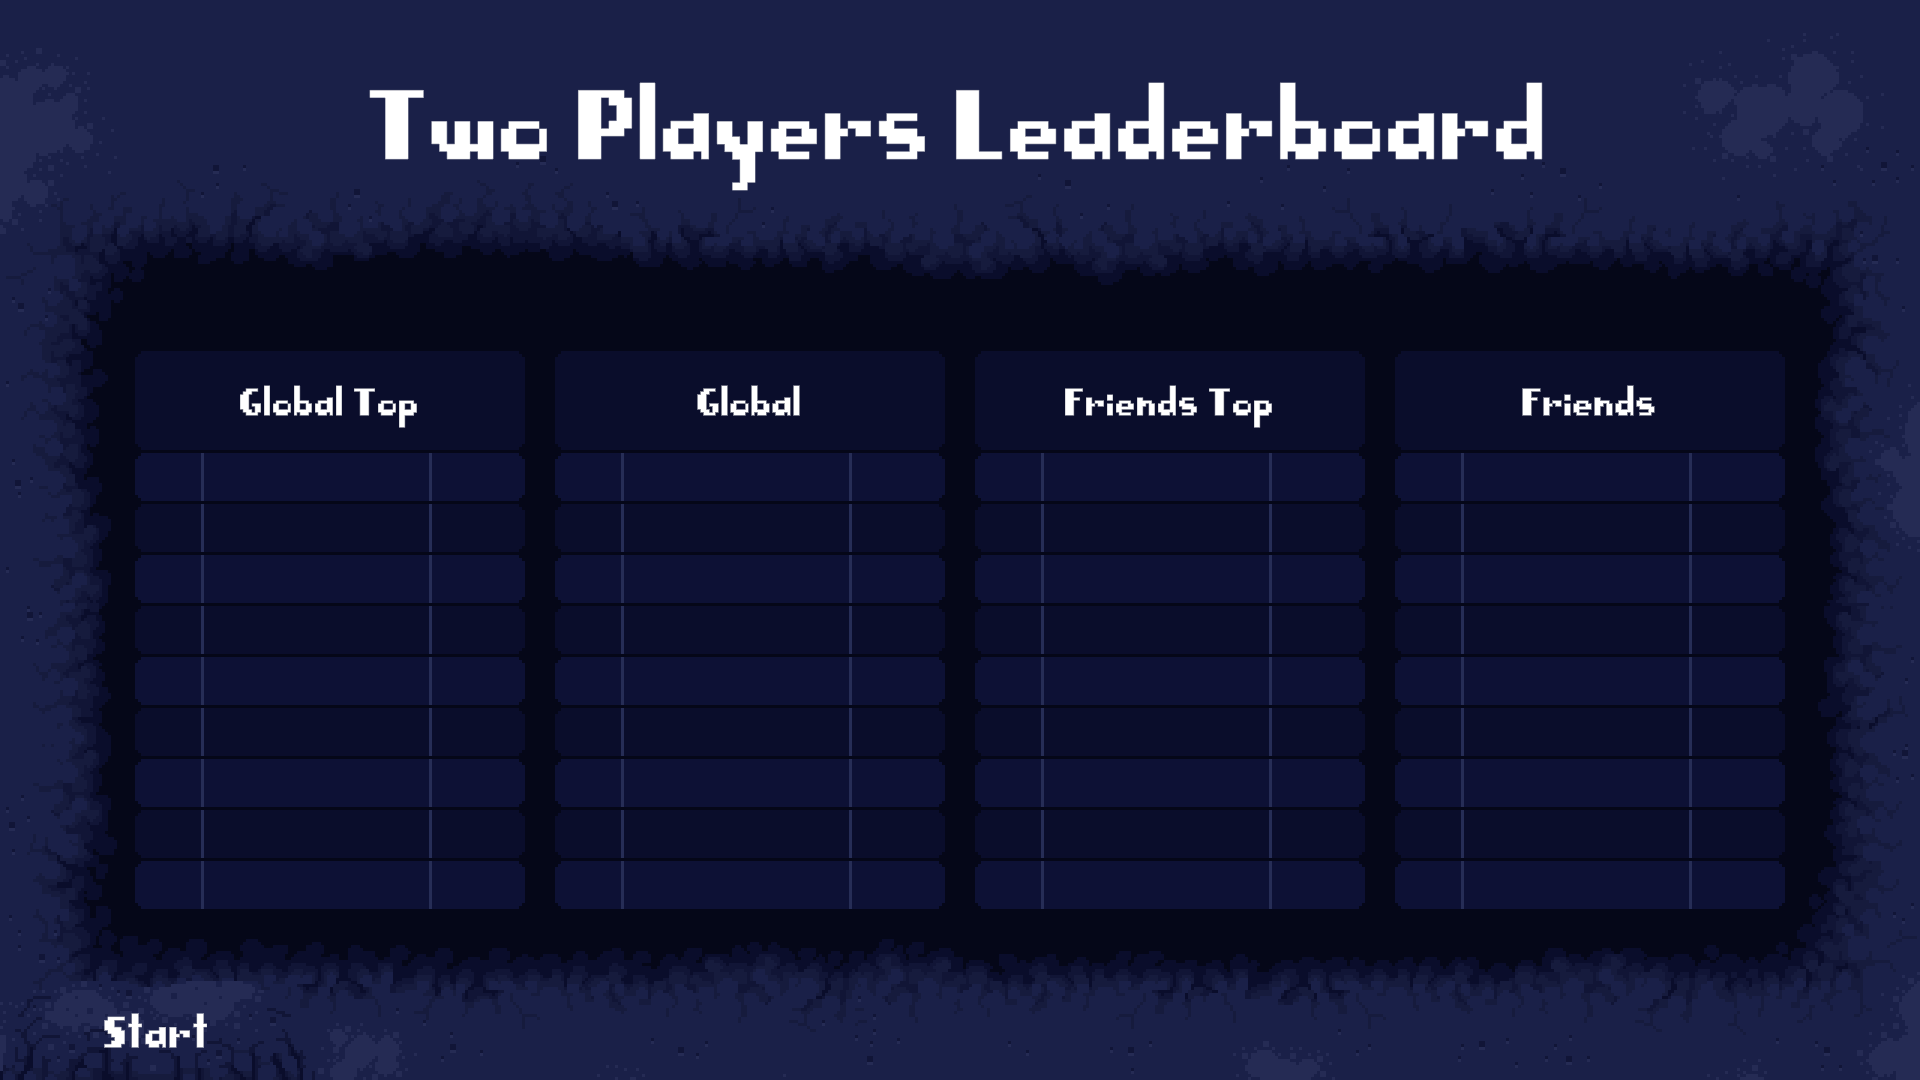 Two Players Leaderboard
Global Top
Global
Friends Top
Friends
Start